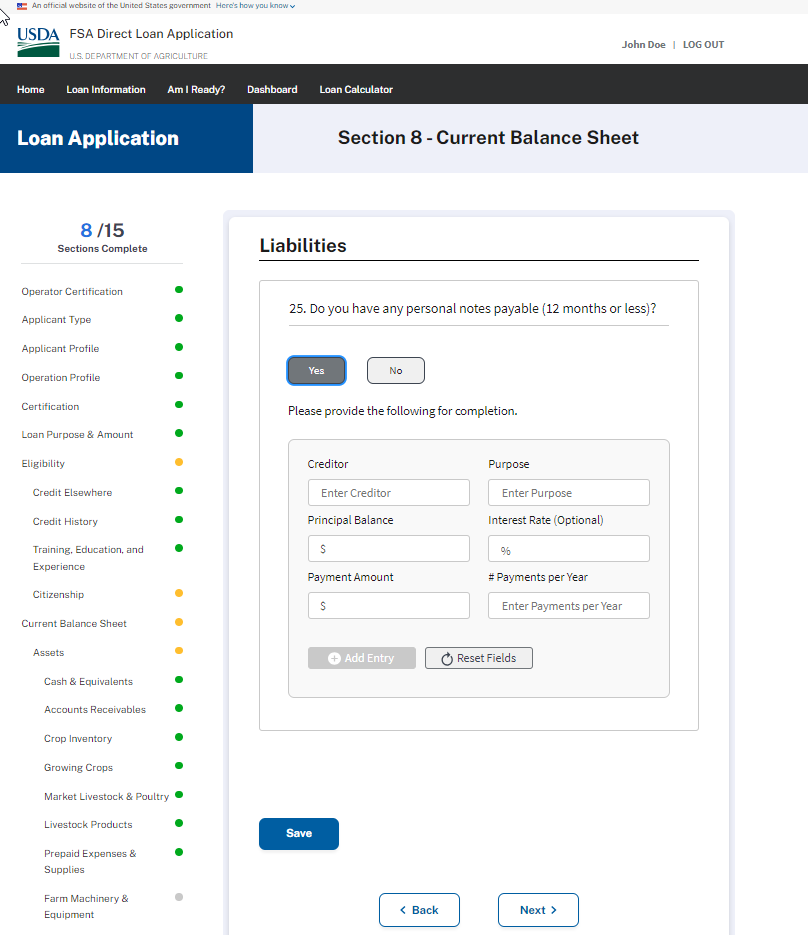 An official website of the United States government Here's how you know
USDA
FSA Direct Loan Application
U.S. DEPARTMENT OF AGRICULTURE
John Doe | LOG OUT
Home Loan Information Am I Ready? Dashboard Loan Calculator
Loan Application
Section 8 - Current Balance Sheet
8 /15
Sections Complete
Operator Certification
Applicant Type
Applicant Profile
Operation Profile
Certification
Loan Purpose & Amount
Eligibility
Credit Elsewhere
Credit History
Training, Education, and
Experience
Citizenship
Current Balance Sheet
Assets
Cash & Equivalents
Accounts Receivables
Crop Inventory
Growing Crops
Market Livestock & Poultry
Livestock Products
Prepaid Expenses &
Supplies
Farm Machinery &
Equipment
Liabilities
25. Do you have any personal notes payable (12 months or less)?
Yes No
Please provide the following for completion.
Creditor Purpose
Enter Creditor Enter Purpose
Principal Balance Interest Rate (Optional)
$ %
Payment Amount # Payments per Year
$ Enter Payments per Year
Add Entry Reset Fields
Save
Back Next